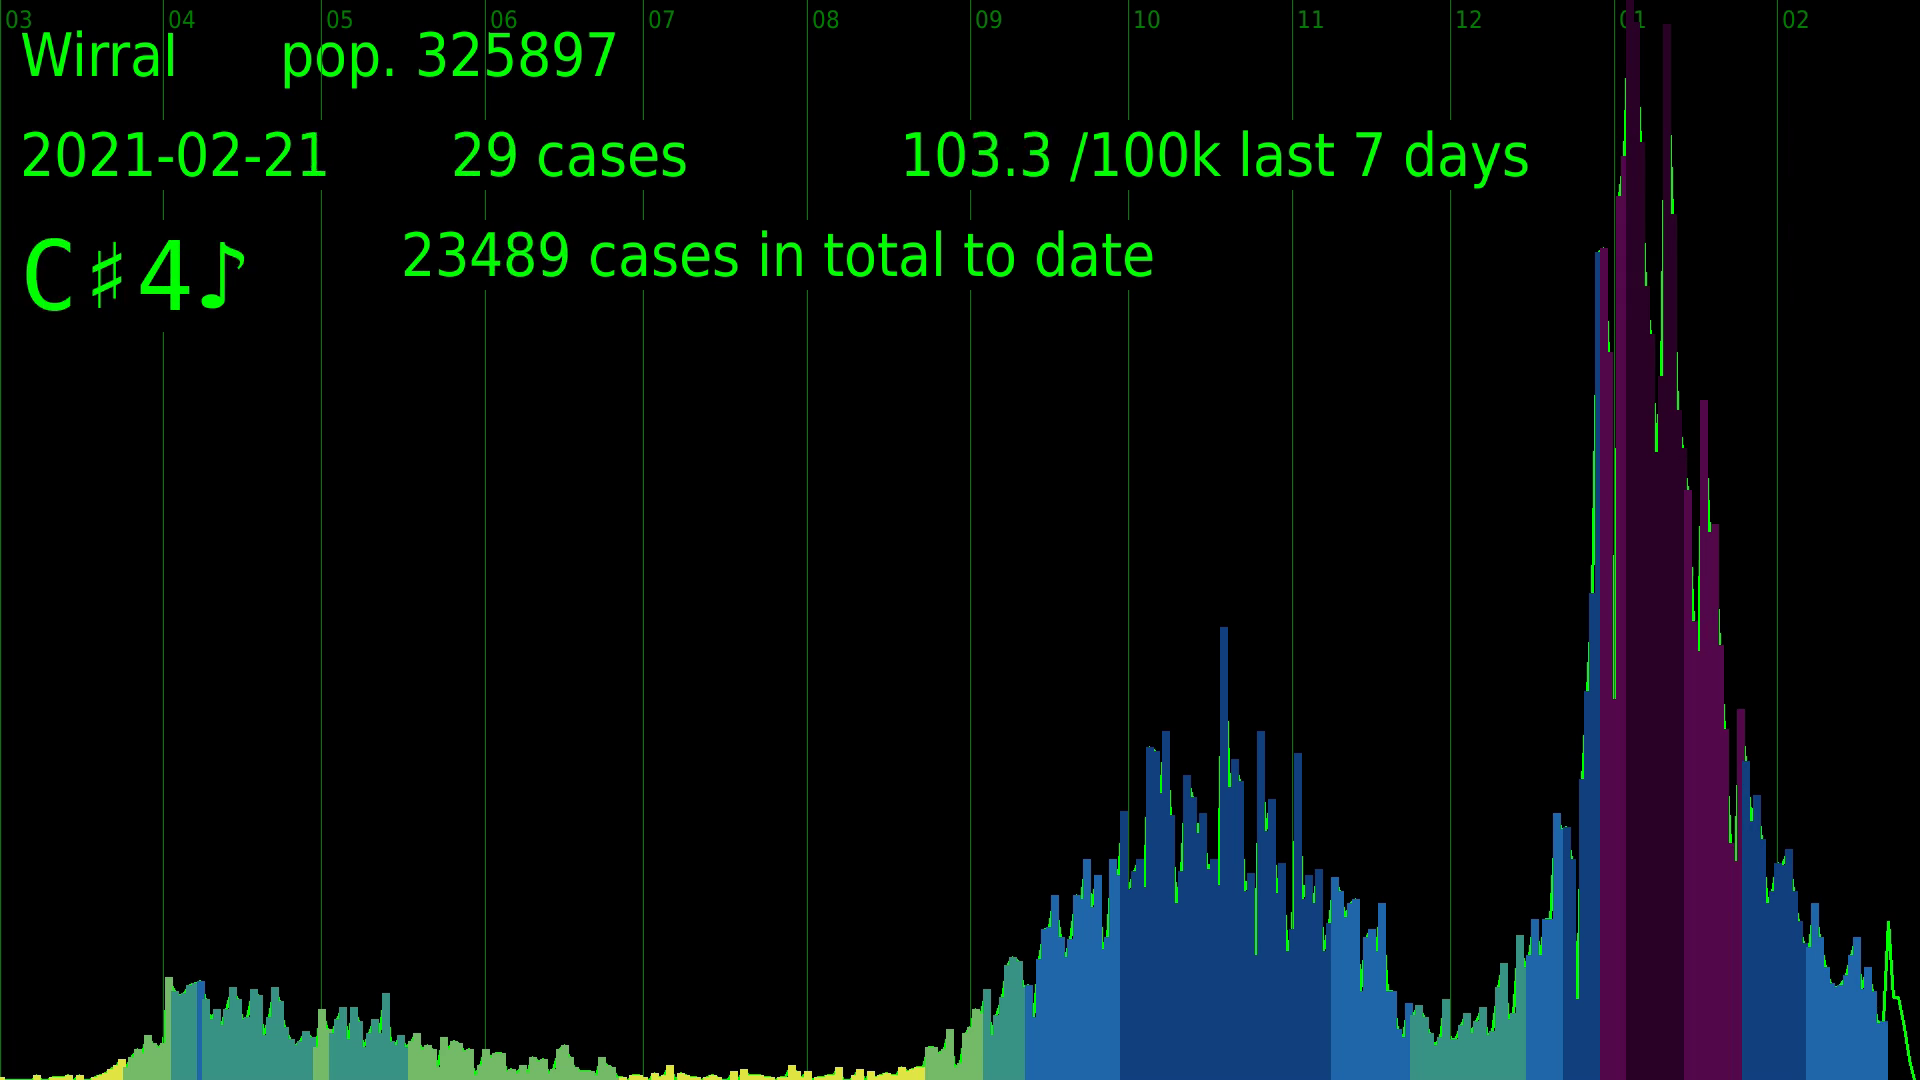 03 04 05 06 07 08 09 10 11 12 01 02
Wirral pop. 325897
2021-02-21 29 cases 103.3 /100k last 7 days
C♯4♪ 23489 cases in total to date